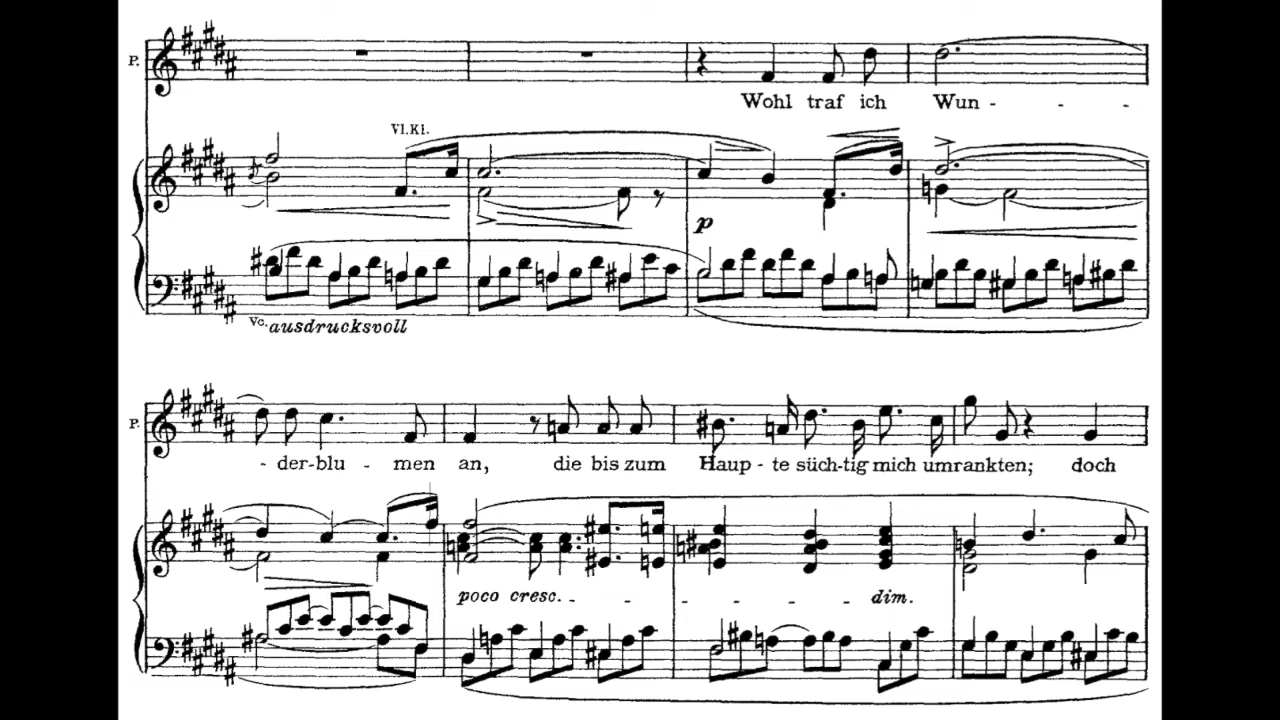 P.
Wohl traf ich Wun - - -
Vl.Kl.
p
Vc. ausdrucksvoll
P.
- der-blu - men an, die bis zum Haup - te süch-tig mich umrankten; doch
poco cresc. - - - - - - dim.